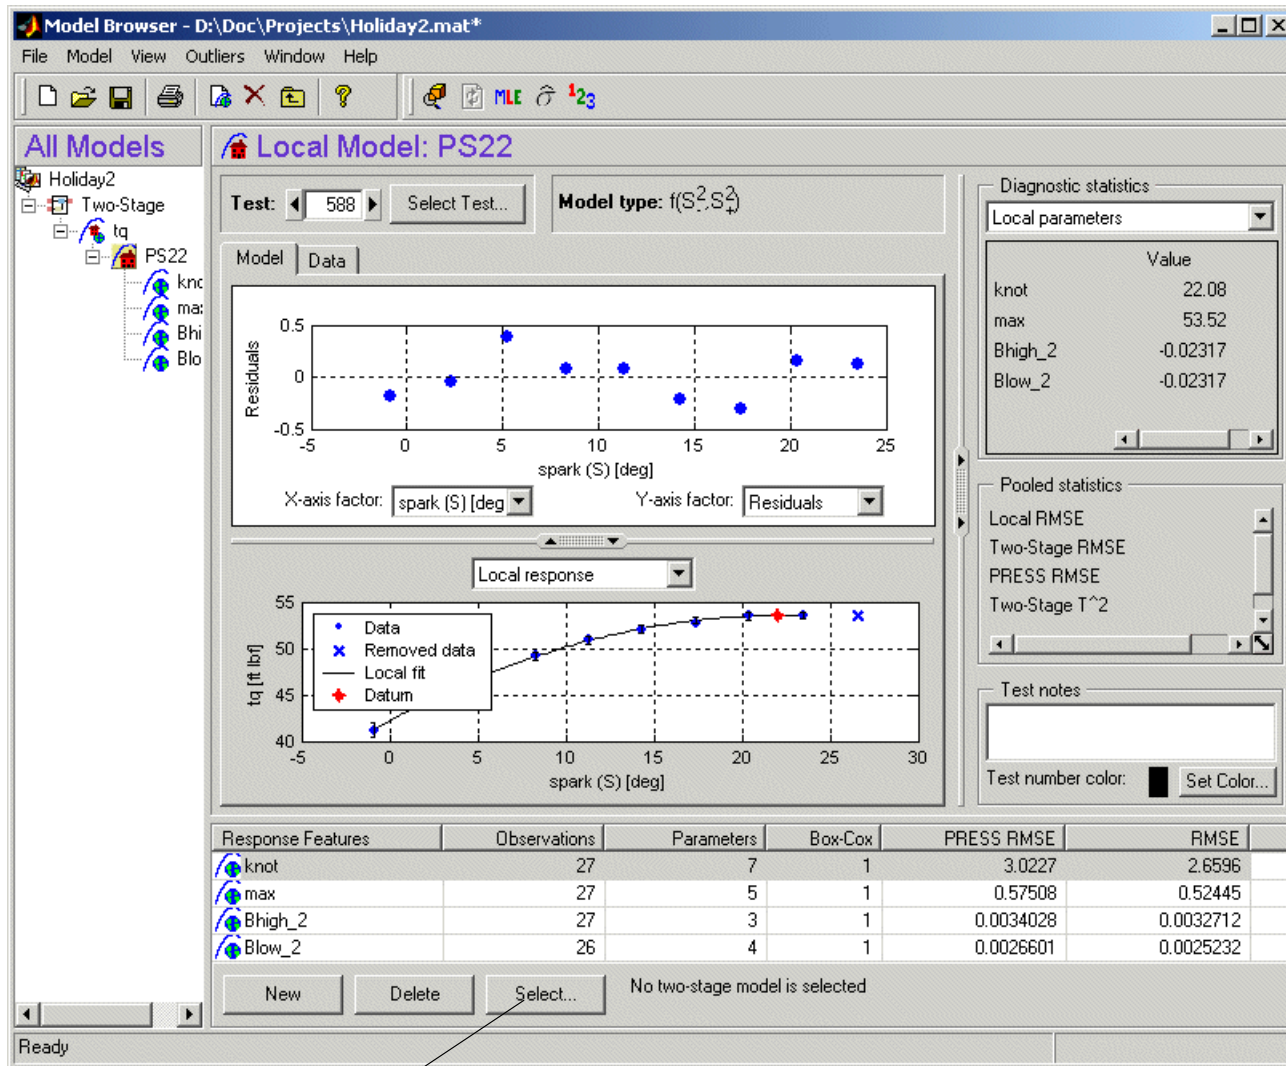 Model Browser - D:\Doc\Projects\Holiday2.mat*
File Model View Outliers Window Help
MLE σ̂ 123
All Models
Holiday2
Two-Stage
tq
PS22
kno
ma
Bhi
Blo
Local Model: PS22
Test: 588 Select Test...
Model type: f(S²-,S²+)
Model Data
0.5
0
-0.5
Residuals
-5 0 5 10 15 20 25
spark (S) [deg]
X-axis factor: spark (S) [deg Y-axis factor: Residuals
Local response
55
50
45
40
tq [ft lbf]
Data
Removed data
Local fit
Datum
-5 0 5 10 15 20 25 30
spark (S) [deg]
Diagnostic statistics
Local parameters
Value
knot 22.08
max 53.52
Bhigh_2 -0.02317
Blow_2 -0.02317
Pooled statistics
Local RMSE
Two-Stage RMSE
PRESS RMSE
Two-Stage T^2
Test notes
Test number color: Set Color...
Response Features Observations Parameters Box-Cox PRESS RMSE RMSE
knot 27 7 1 3.0227 2.6596
max 27 5 1 0.57508 0.52445
Bhigh_2 27 3 1 0.0034028 0.0032712
Blow_2 26 4 1 0.0026601 0.0025232
New Delete Select... No two-stage model is selected
Ready